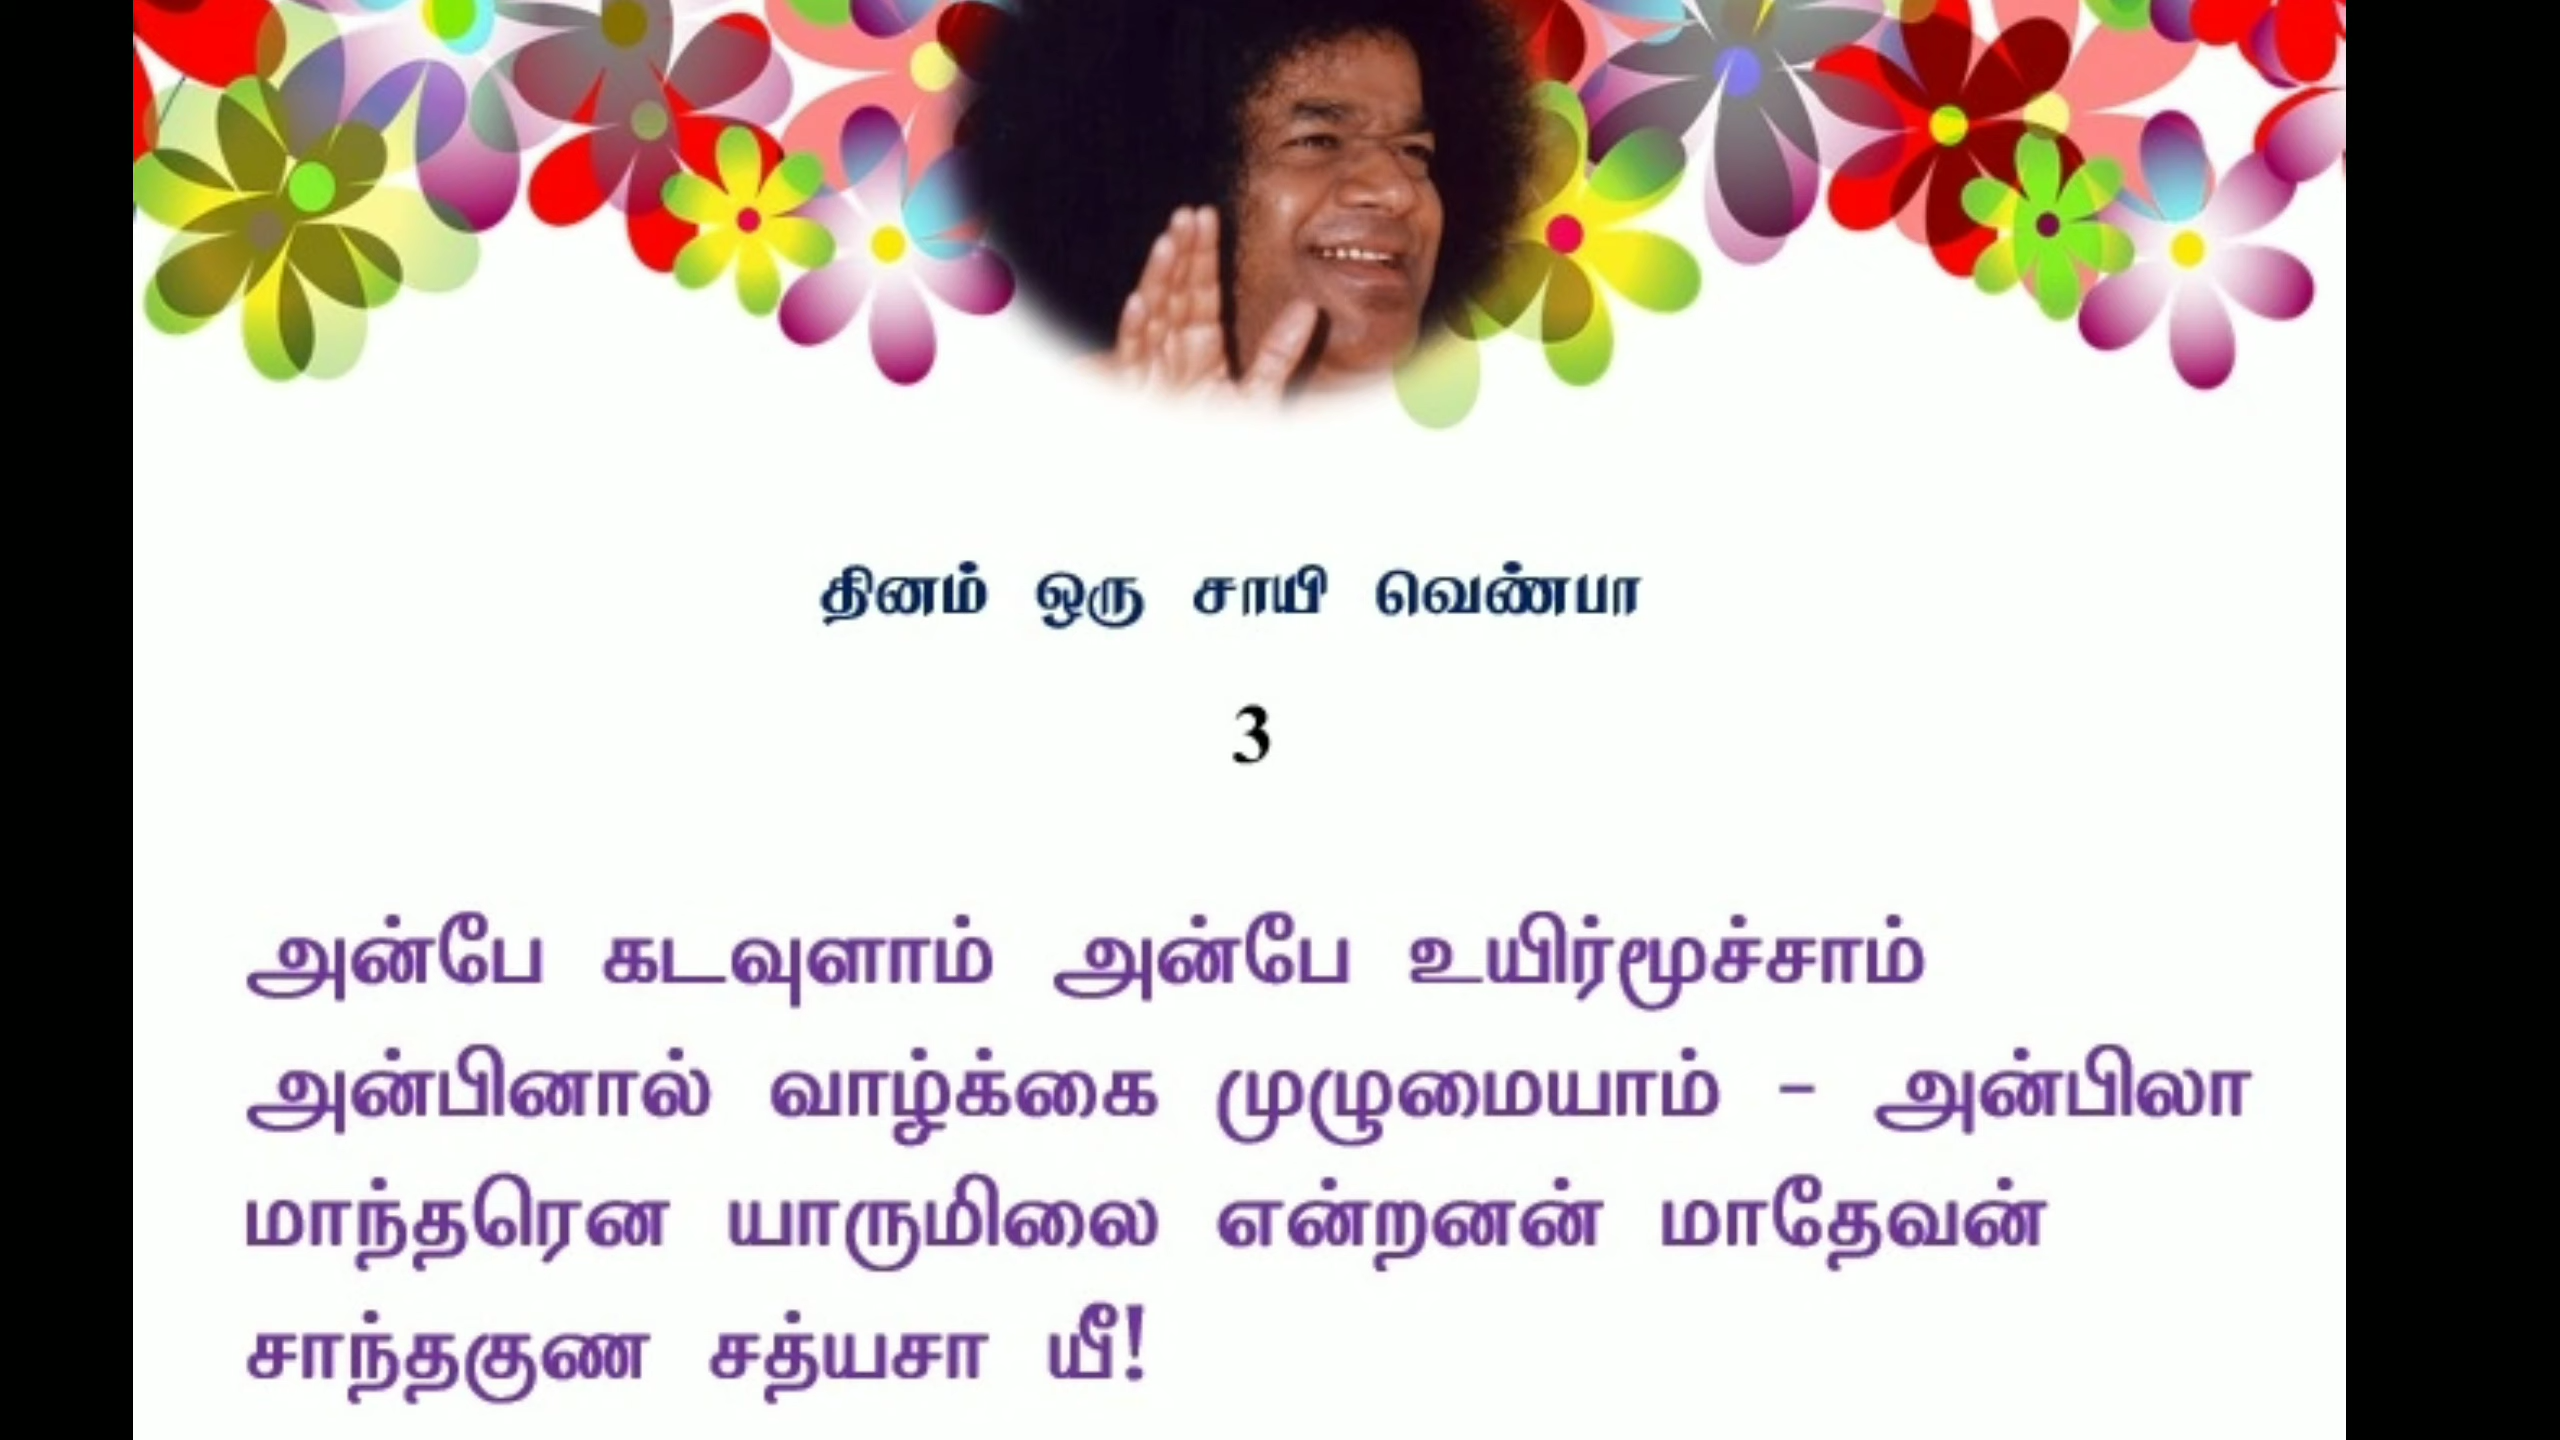 தினம் ஒரு சாயி வெண்பா
3
அன்பே கடவுளாம் அன்பே உயிர்மூச்சாம்
அன்பினால் வாழ்க்கை முழுமையாம் - அன்பிலா
மாந்தரென யாருமிலை என்றனன் மாதேவன்
சாந்தகுண சத்யசா யீ!